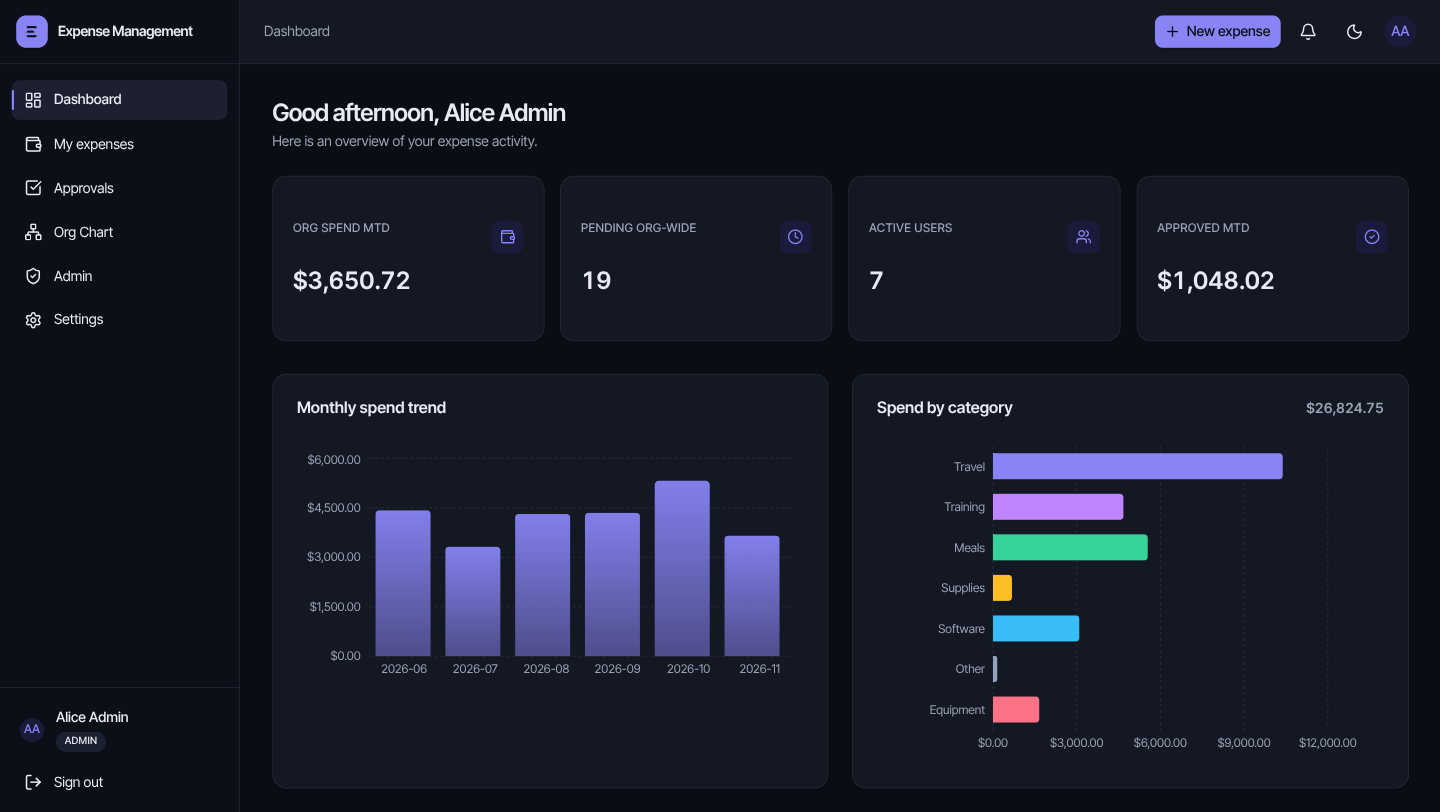 Expense Management
Dashboard
New expense
AA
Dashboard
My expenses
Approvals
Org Chart
Admin
Settings
Good afternoon, Alice Admin
Here is an overview of your expense activity.
ORG SPEND MTD
$3,650.72
PENDING ORG-WIDE
19
ACTIVE USERS
7
APPROVED MTD
$1,048.02
Monthly spend trend
$6,000.00
$4,500.00
$3,000.00
$1,500.00
$0.00
2026-06 2026-07 2026-08 2026-09 2026-10 2026-11
Spend by category
$26,824.75
Travel
Training
Meals
Supplies
Software
Other
Equipment
$0.00 $3,000.00 $6,000.00 $9,000.00 $12,000.00
AA
Alice Admin
ADMIN
Sign out